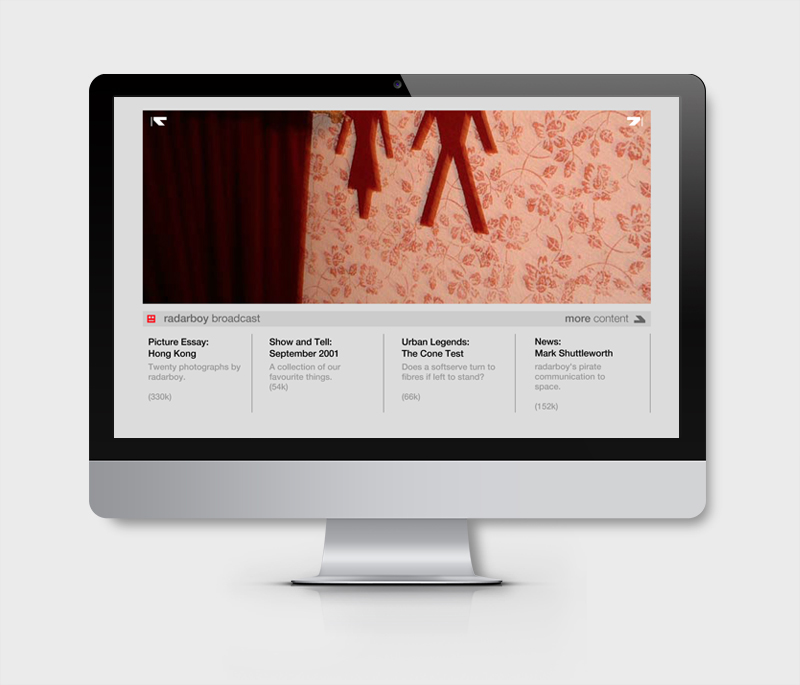 radarboy broadcast
more content
Picture Essay:
Hong Kong
Twenty photographs by
radarboy.
(330k)
Show and Tell:
September 2001
A collection of our
favourite things.
(54k)
Urban Legends:
The Cone Test
Does a softserve turn to
fibres if left to stand?
(66k)
News:
Mark Shuttleworth
radarboy's pirate
communication to
space.
(152k)